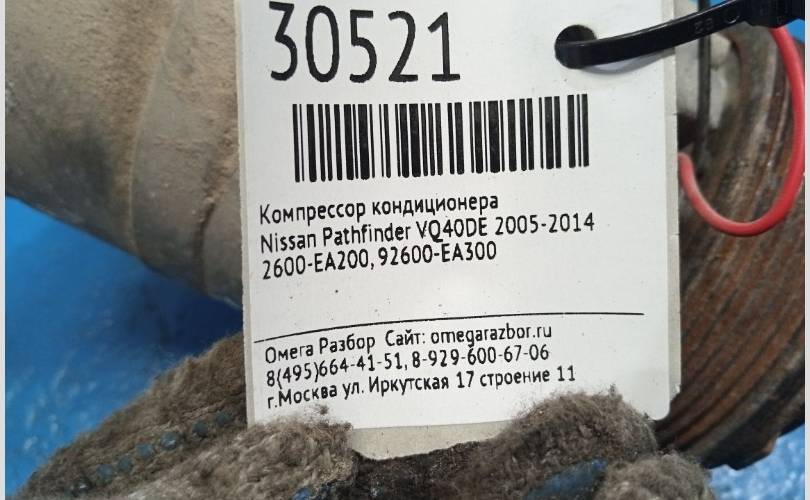 30521
Компрессор кондиционера
Nissan Pathfinder VQ40DE 2005-2014
2600-EA200, 92600-EA300
Омега Разбор Сайт: omegarazbor.ru
8(495)664-41-51, 8-929-600-67-06
г.Москва ул. Иркутская 17 строение 11